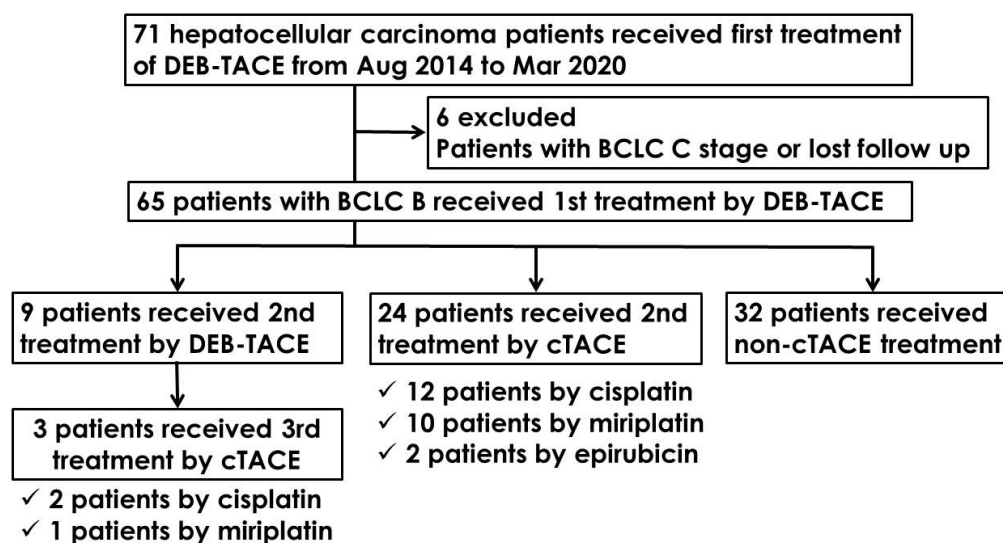 71 hepatocellular carcinoma patients received first treatment
of DEB-TACE from Aug 2014 to Mar 2020
6 excluded
Patients with BCLC C stage or lost follow up
65 patients with BCLC B received 1st treatment by DEB-TACE
9 patients received 2nd
treatment by DEB-TACE
24 patients received 2nd
treatment by cTACE
32 patients received
non-cTACE treatment
✓ 12 patients by cisplatin
✓ 10 patients by miriplatin
✓ 2 patients by epirubicin
3 patients received 3rd
treatment by cTACE
✓ 2 patients by cisplatin
✓ 1 patients by miriplatin